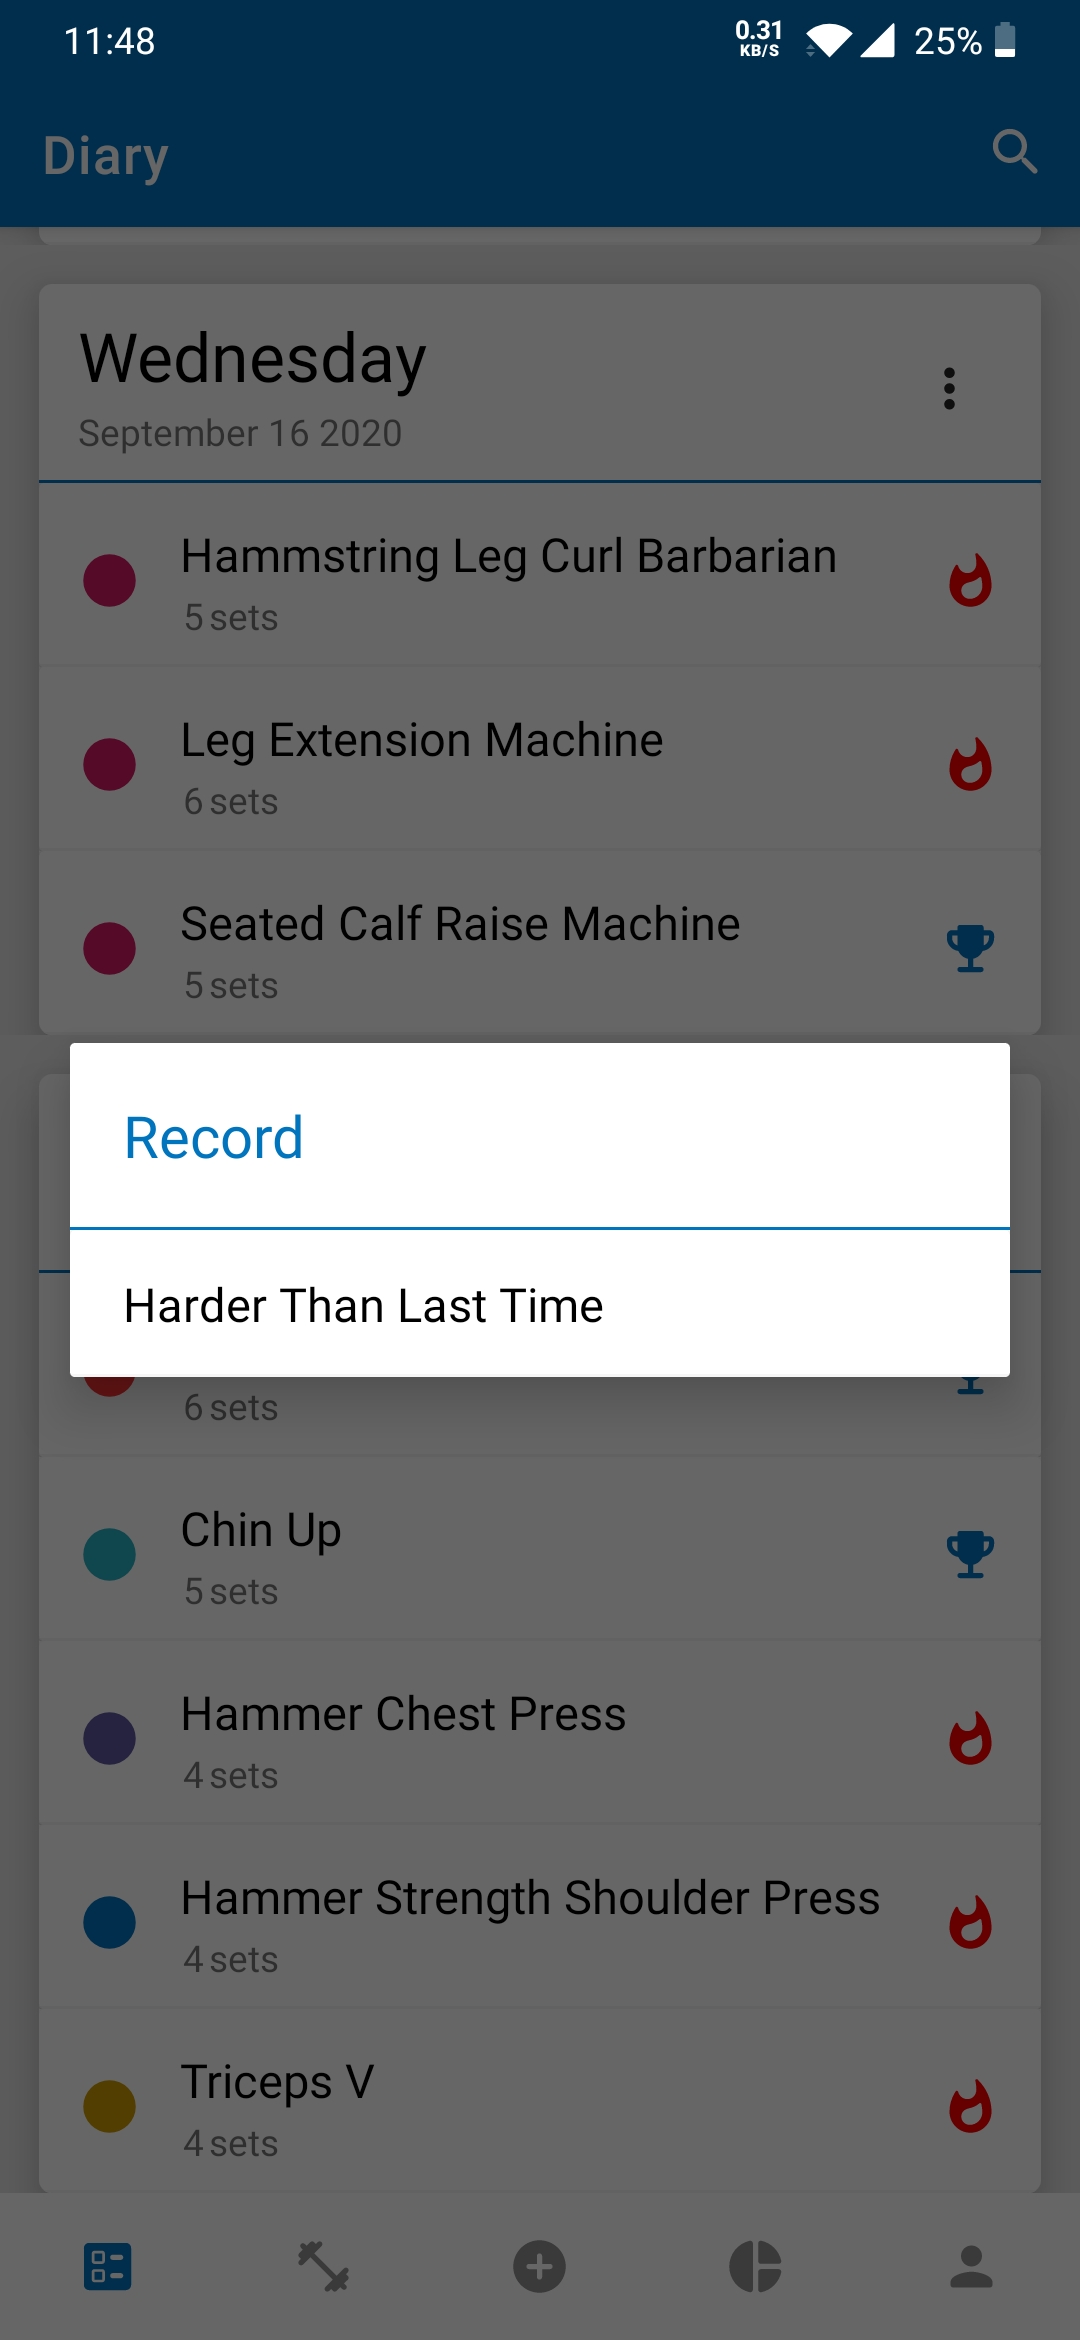 11:48
0.31
KB/S
25%
Diary
Wednesday
September 16 2020
Hammstring Leg Curl Barbarian
5 sets
Leg Extension Machine
6 sets
Seated Calf Raise Machine
5 sets
Record
Harder Than Last Time
6 sets
Chin Up
5 sets
Hammer Chest Press
4 sets
Hammer Strength Shoulder Press
4 sets
Triceps V
4 sets